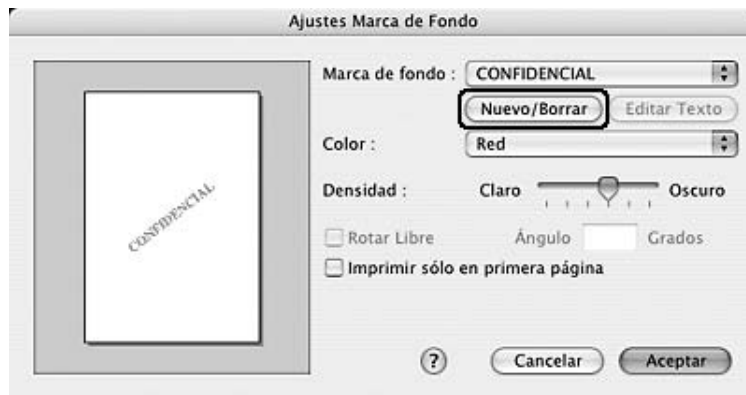 Ajustes Marca de Fondo
Marca de fondo : CONFIDENCIAL
Nuevo/Borrar Editar Texto
Color : Red
Densidad : Claro Oscuro
CONFIDENCIAL
Rotar Libre Ángulo Grados
Imprimir sólo en primera página
? Cancelar Aceptar